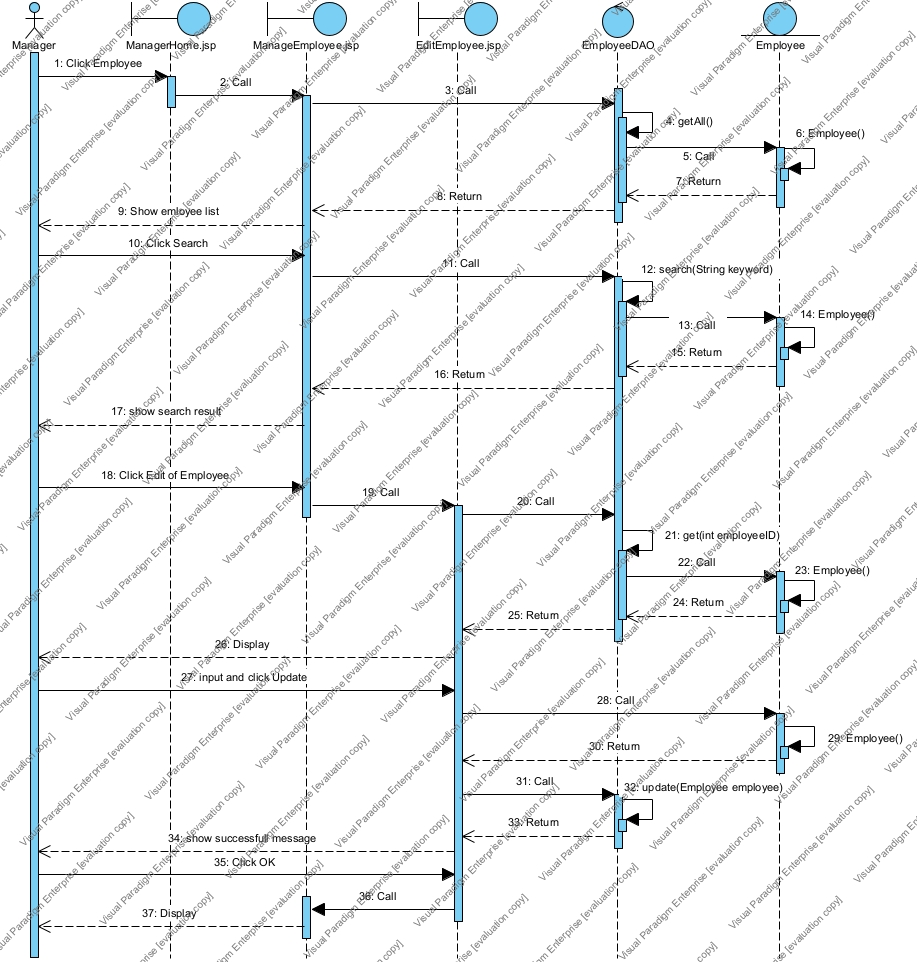 Manager
ManagerHome.jsp
ManageEmployee.jsp
EditEmployee.jsp
EmployeeDAO
Employee
1: Click Employee
2: Call
3: Call
4: getAll()
5: Call
6: Employee()
7: Return
8: Return
9: Show emloyee list
10: Click Search
11: Call
12: search(String keyword)
13: Call
14: Employee()
15: Return
16: Return
17: show search result
18: Click Edit of Employee
19: Call
20: Call
21: get(int employeeID)
22: Call
23: Employee()
24: Return
25: Return
26: Display
27: input and click Update
28: Call
29: Employee()
30: Return
31: Call
32: update(Employee employee)
33: Return
34: show successfull message
35: Click OK
36: Call
37: Display
Visual Paradigm Enterprise [evaluation copy]